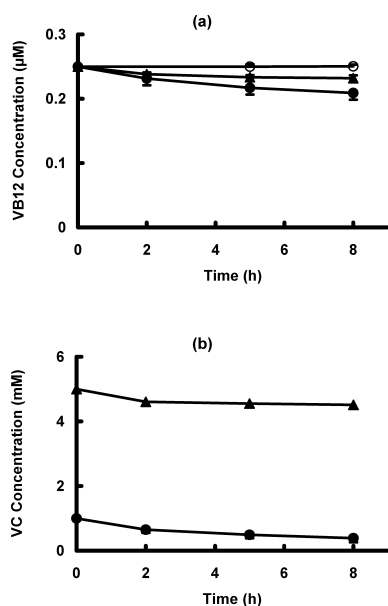 (a)
VB12 Concentration (µM)
0.3
0.2
0.1
0
0 2 4 6 8
Time (h)
(b)
VC Concentration (mM)
6
4
2
0
0 2 4 6 8
Time (h)